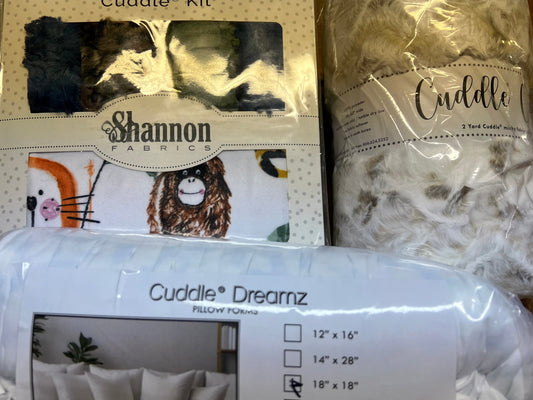 Cuddle® Kit
Shannon
FABRICS
Cuddle
2 Yard Cuddle®
Cuddle® Dreamz
PILLOW FORMS
12" x 16"
14" x 28"
18" x 18"